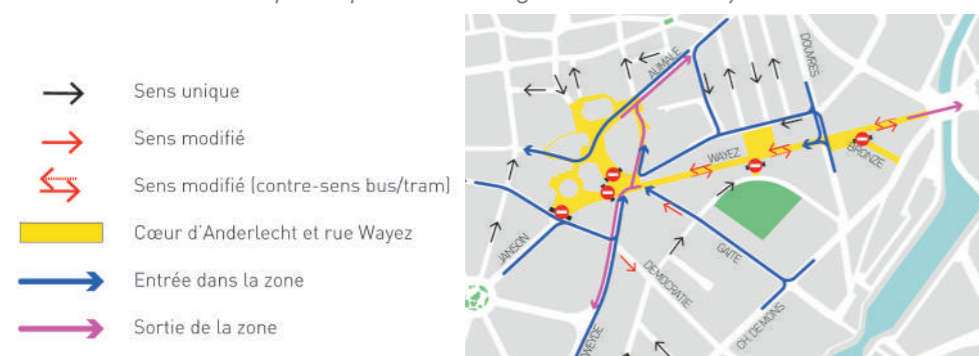 Sens unique
Sens modifié
Sens modifié (contre-sens bus/tram)
Cœur d'Anderlecht et rue Wayez
Entrée dans la zone
Sortie de la zone
AUMALE
DOUVRES
WAYEZ
BRONZE
JANSON
GAITE
DEMOCRATIE
CH. DE MONS